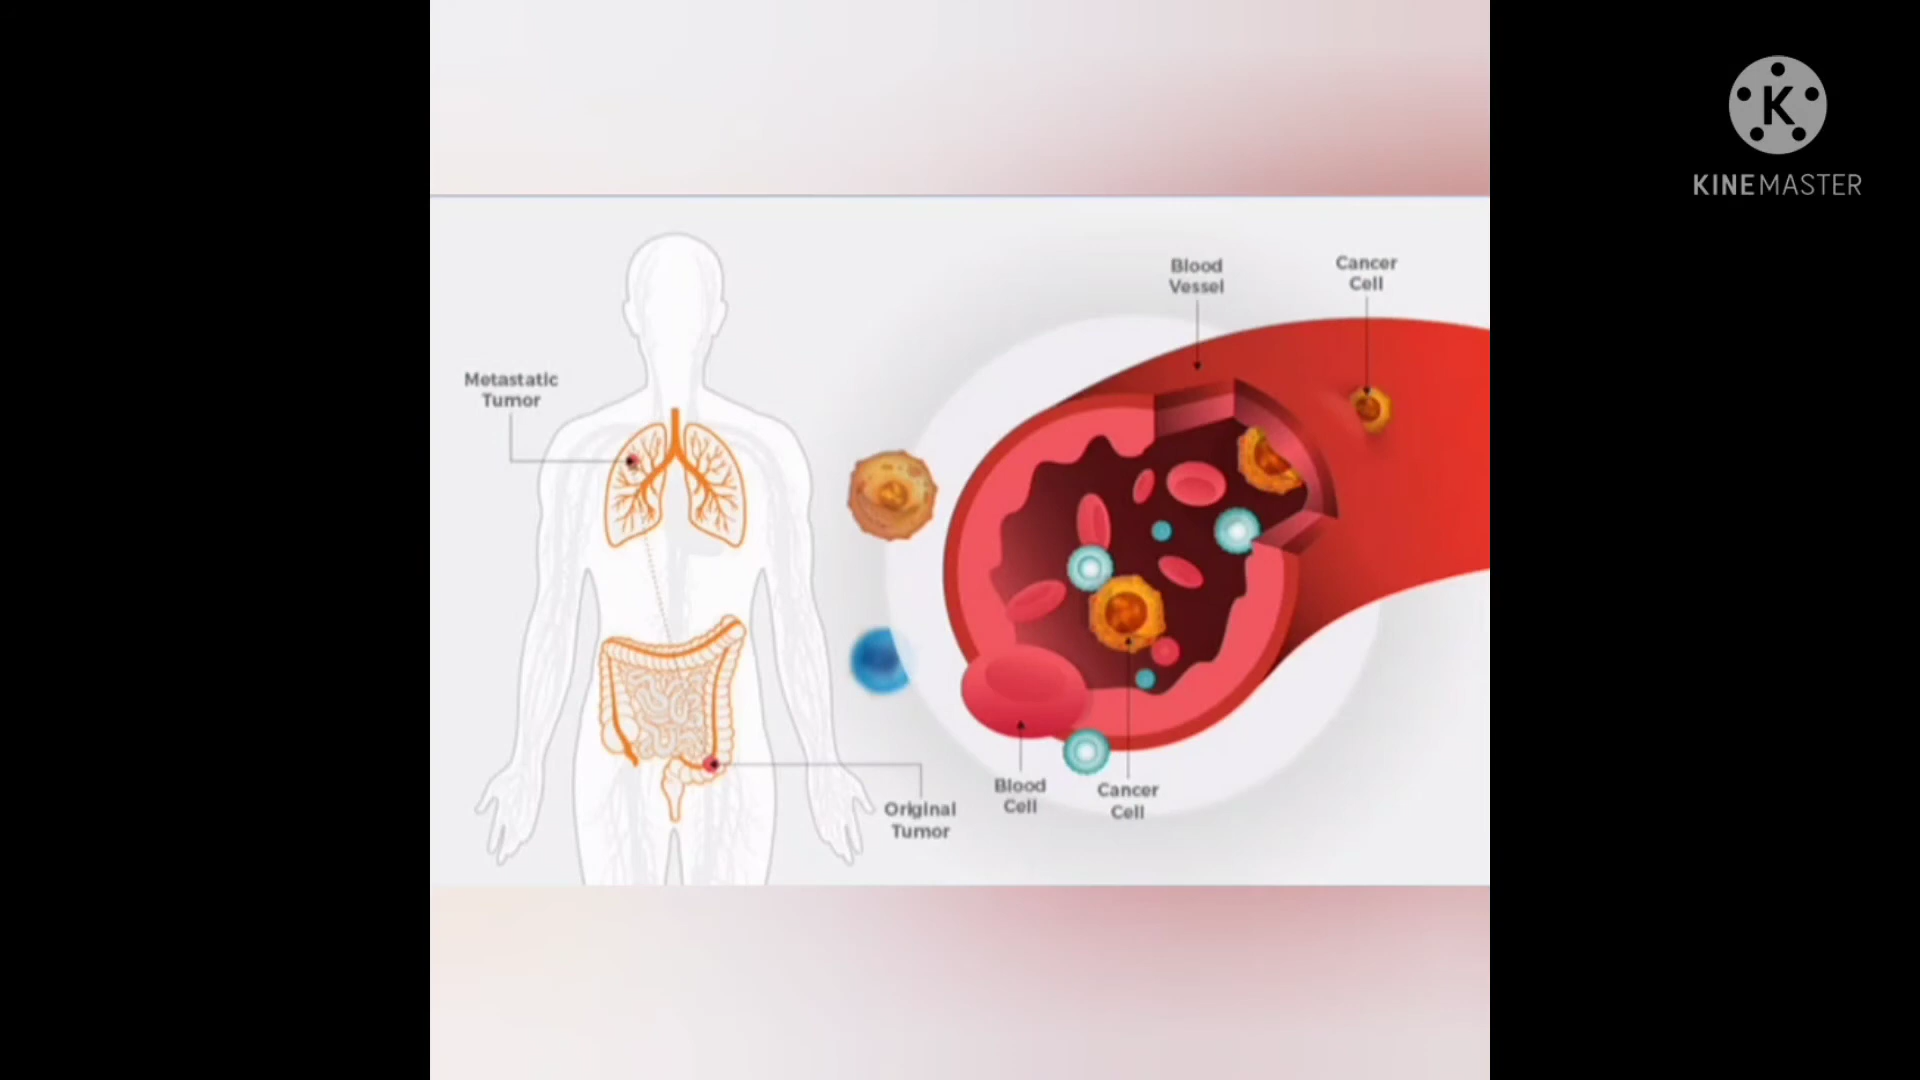 K
KINEMASTER
Blood
Vessel
Cancer
Cell
Metastatic
Tumor
Original
Tumor
Blood
Cell
Cancer
Cell